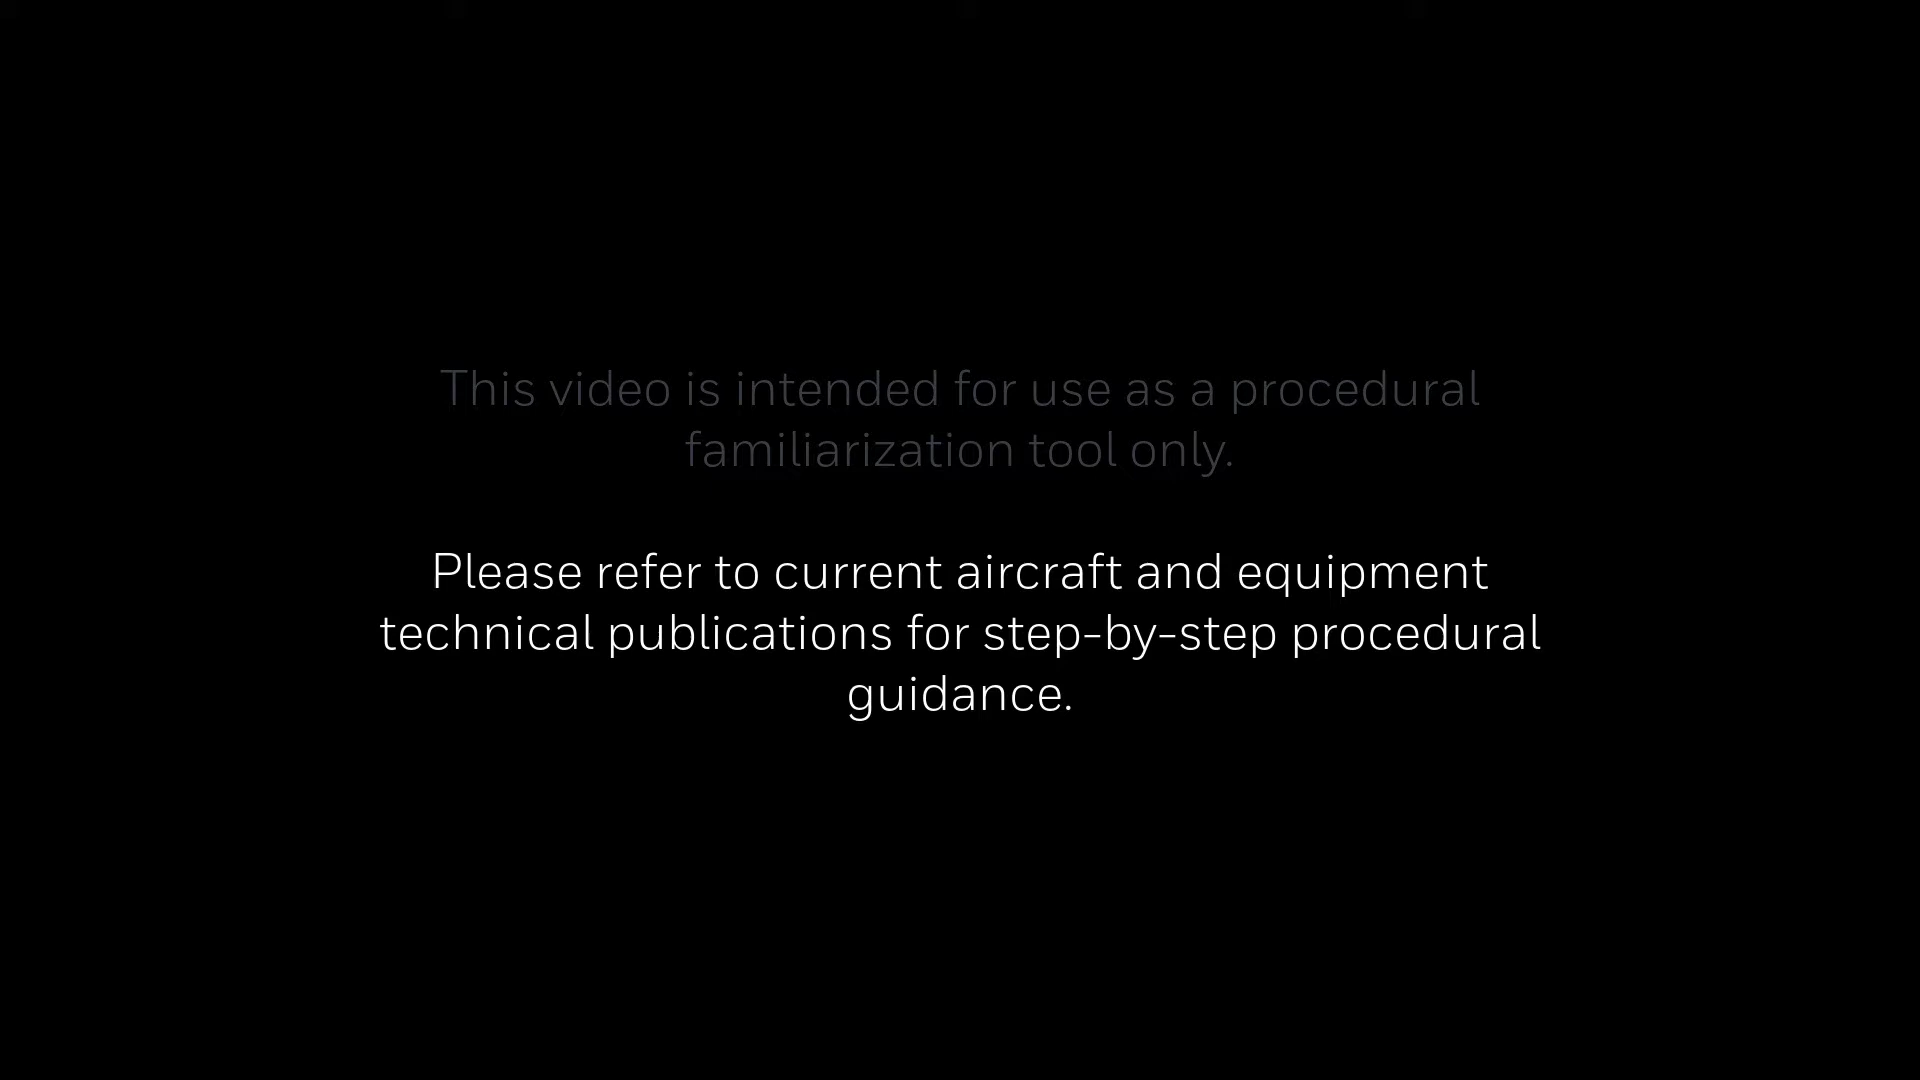 This video is intended for use as a procedural
familiarization tool only.
Please refer to current aircraft and equipment
technical publications for step-by-step procedural
guidance.